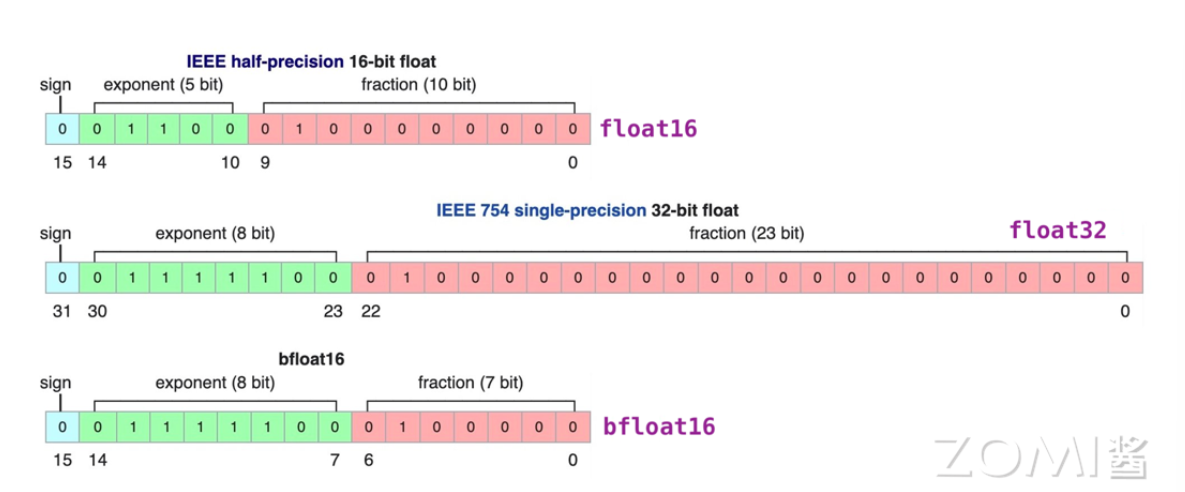 IEEE half-precision 16-bit float
sign exponent (5 bit) fraction (10 bit)
0 0 1 1 0 0 0 1 0 0 0 0 0 0 0 0 float16
15 14 10 9 0
IEEE 754 single-precision 32-bit float
sign exponent (8 bit) fraction (23 bit) float32
0 0 1 1 1 1 1 0 0 0 1 0 0 0 0 0 0 0 0 0 0 0 0 0 0 0 0 0 0 0 0 0
31 30 23 22 0
bfloat16
sign exponent (8 bit) fraction (7 bit)
0 0 1 1 1 1 1 0 0 0 1 0 0 0 0 0 bfloat16
15 14 7 6 0
ZOMI酱